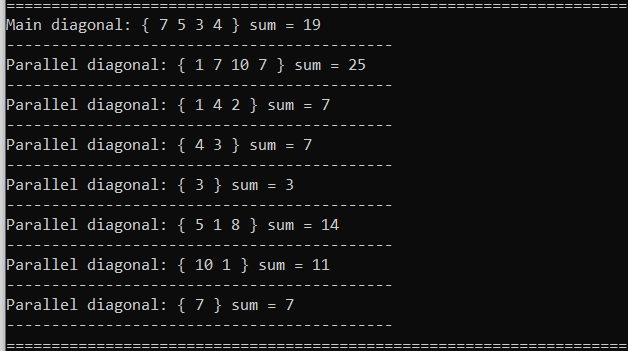 ======================================================================
Main diagonal: { 7 5 3 4 } sum = 19
-------------------------------------------
Parallel diagonal: { 1 7 10 7 } sum = 25
-------------------------------------------
Parallel diagonal: { 1 4 2 } sum = 7
-------------------------------------------
Parallel diagonal: { 4 3 } sum = 7
-------------------------------------------
Parallel diagonal: { 3 } sum = 3
-------------------------------------------
Parallel diagonal: { 5 1 8 } sum = 14
-------------------------------------------
Parallel diagonal: { 10 1 } sum = 11
-------------------------------------------
Parallel diagonal: { 7 } sum = 7
-------------------------------------------
======================================================================